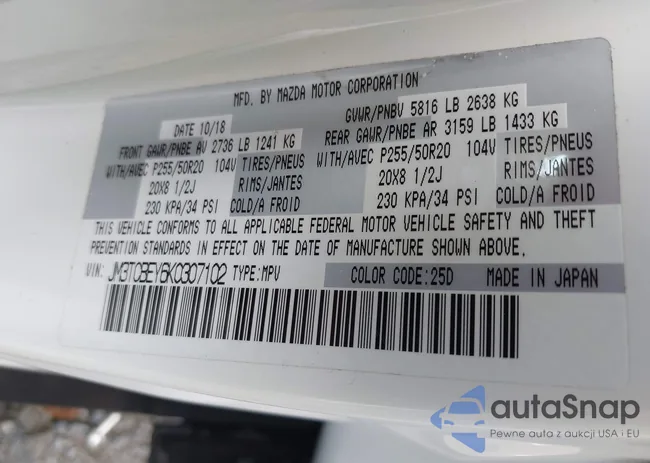 MFD. BY MAZDA MOTOR CORPORATION
DATE 10/18 GVWR/PNBV 5816 LB 2638 KG
FRONT GAWR/PNBE AV 2736 LB 1241 KG REAR GAWR/PNBE AR 3159 LB 1433 KG
WITH/AVEC P255/50R20 104V TIRES/PNEUS WITH/AVEC P255/50R20 104V TIRES/PNEUS
20X8 1/2J RIMS/JANTES 20X8 1/2J RIMS/JANTES
230 KPA/34 PSI COLD/A FROID 230 KPA/34 PSI COLD/A FROID
THIS VEHICLE CONFORMS TO ALL APPLICABLE FEDERAL MOTOR VEHICLE SAFETY AND THEFT
PREVENTION STANDARDS IN EFFECT ON THE DATE OF MANUFACTURE SHOWN ABOVE.
VIN: JM3TCBEY6K0307102 TYPE:MPV COLOR CODE:25D MADE IN JAPAN
autaSnap
Pewne auta z aukcji USA i EU